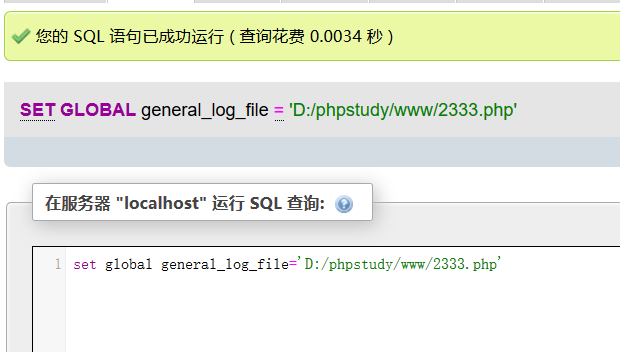 您的 SQL 语句已成功运行 ( 查询花费 0.0034 秒 )
SET GLOBAL general_log_file = 'D:/phpstudy/www/2333.php'
在服务器 "localhost" 运行 SQL 查询:
1 set global general_log_file='D:/phpstudy/www/2333.php'